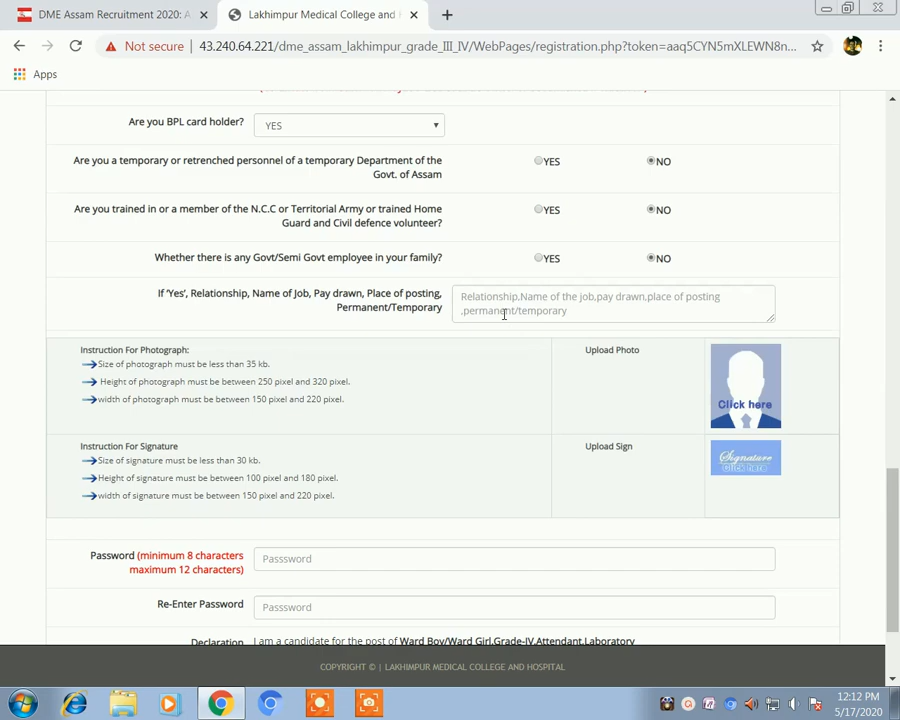 DME Assam Recruitment 2020: A
Lakhimpur Medical College and
Not secure
43.240.64.221/dme_assam_lakhimpur_grade_III_IV/WebPages/registration.php?token=aaq5CYN5mXLEWN8n...
Apps
Are you BPL card holder?
YES
Are you a temporary or retrenched personnel of a temporary Department of the
Govt. of Assam
YES
NO
Are you trained in or a member of the N.C.C or Territorial Army or trained Home
Guard and Civil defence volunteer?
YES
NO
Whether there is any Govt/Semi Govt employee in your family?
YES
NO
If 'Yes', Relationship, Name of Job, Pay drawn, Place of posting,
Permanent/Temporary
Relationship,Name of the job,pay drawn,place of posting
,permanent/temporary
Instruction For Photograph:
Size of photograph must be less than 35 kb.
Height of photograph must be between 250 pixel and 320 pixel.
width of photograph must be between 150 pixel and 220 pixel.
Upload Photo
Click here
Instruction For Signature
Size of signature must be less than 30 kb.
Height of signature must be between 100 pixel and 180 pixel.
width of signature must be between 150 pixel and 220 pixel.
Upload Sign
Signature
Click here
Password (minimum 8 characters
maximum 12 characters)
Passsword
Re-Enter Password
Passsword
Declaration
I am a candidate for the post of Ward Boy/Ward Girl,Grade-IV,Attendant,Laboratory
COPYRIGHT © | LAKHIMPUR MEDICAL COLLEGE AND HOSPITAL
12:12 PM
5/17/2020